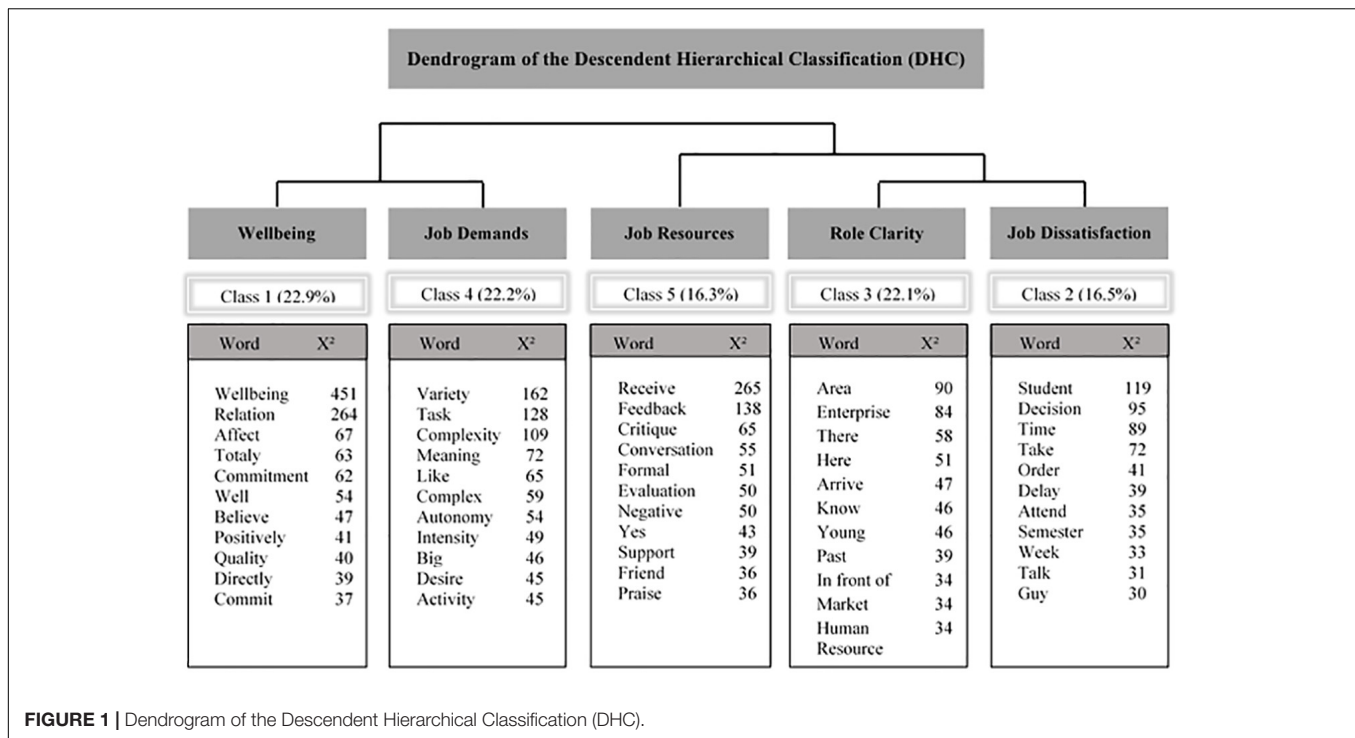 Dendrogram of the Descendent Hierarchical Classification (DHC)
Wellbeing
Class 1 (22.9%)
Word X²
Wellbeing 451
Relation 264
Affect 67
Totaly 63
Commitment 62
Well 54
Believe 47
Positively 41
Quality 40
Directly 39
Commit 37
Job Demands
Class 4 (22.2%)
Word X²
Variety 162
Task 128
Complexity 109
Meaning 72
Like 65
Complex 59
Autonomy 54
Intensity 49
Big 46
Desire 45
Activity 45
Job Resources
Class 5 (16.3%)
Word X²
Receive 265
Feedback 138
Critique 65
Conversation 55
Formal 51
Evaluation 50
Negative 50
Yes 43
Support 39
Friend 36
Praise 36
Role Clarity
Class 3 (22.1%)
Word X²
Area 90
Enterprise 84
There 58
Here 51
Arrive 47
Know 46
Young 46
Past 39
In front of 34
Market 34
Human 34
Resource
Job Dissatisfaction
Class 2 (16.5%)
Word X²
Student 119
Decision 95
Time 89
Take 72
Order 41
Delay 39
Attend 35
Semester 35
Week 33
Talk 31
Guy 30
FIGURE 1 | Dendrogram of the Descendent Hierarchical Classification (DHC).